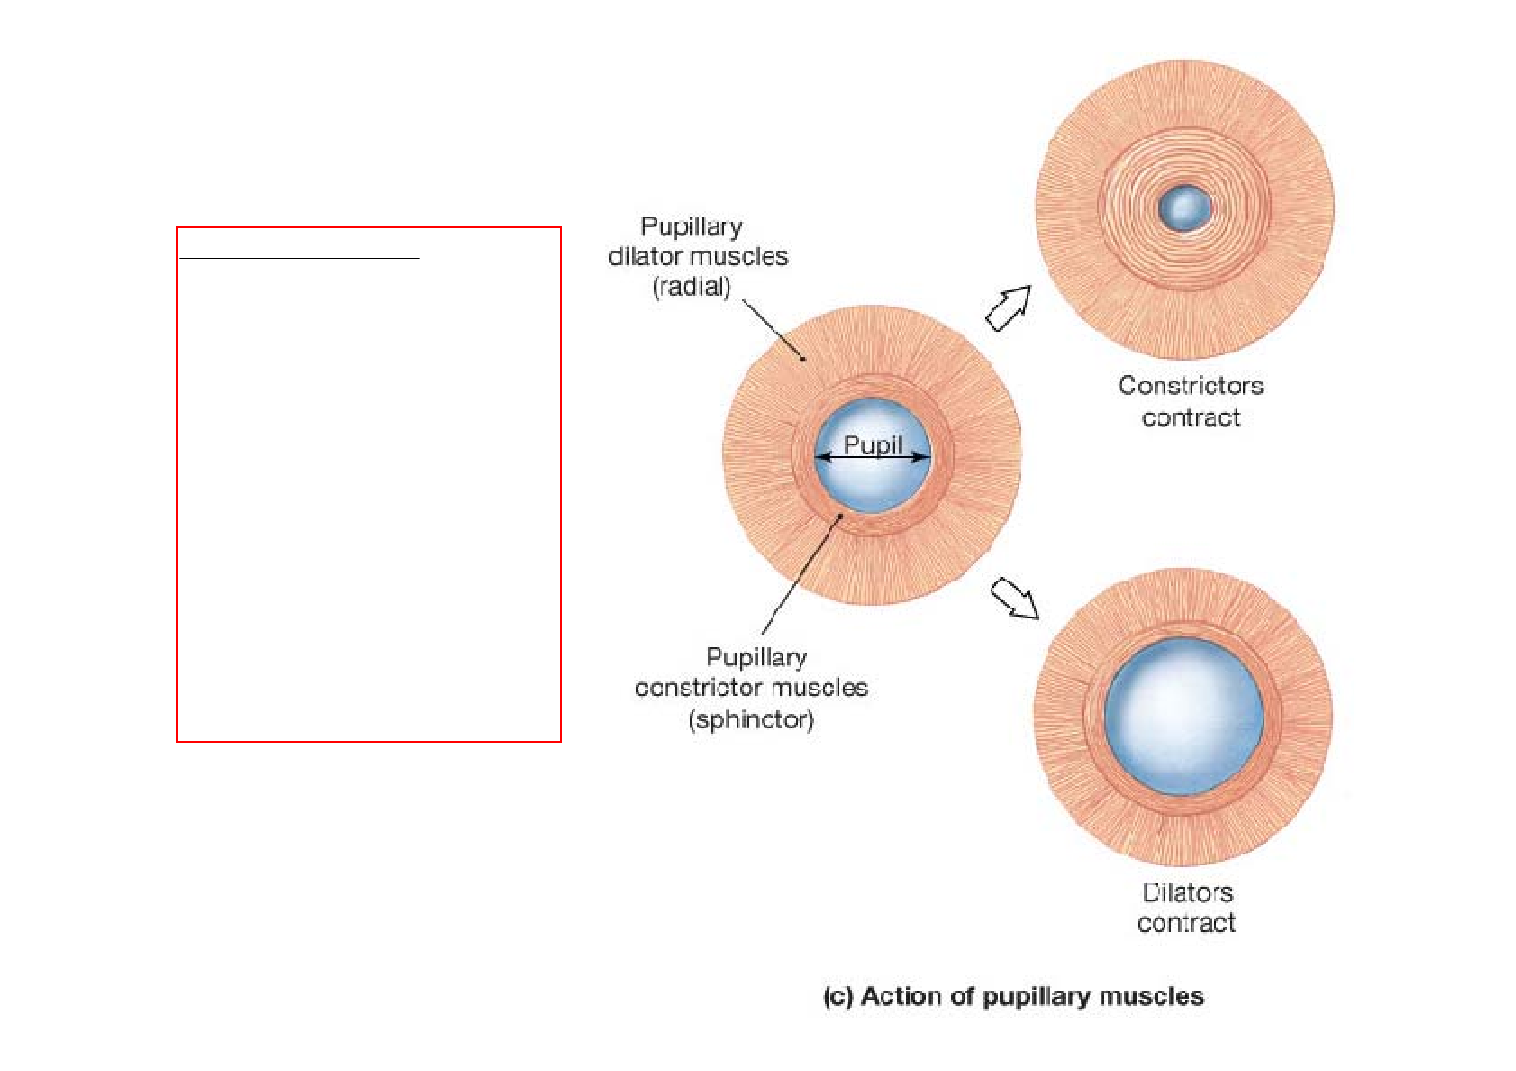 Pupillary
dilator muscles
(radial)
Pupil
Pupillary
constrictor muscles
(sphinctor)
Constrictors
contract
Dilators
contract
(c) Action of pupillary muscles